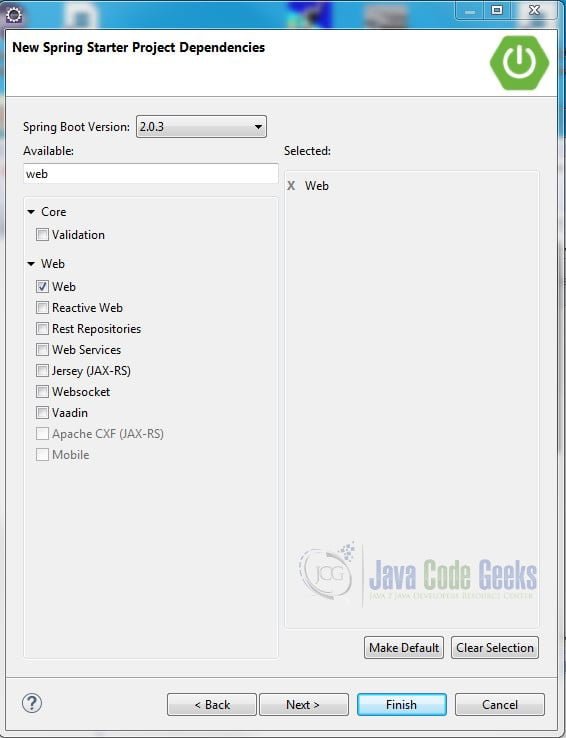 New Spring Starter Project Dependencies
Spring Boot Version: 2.0.3
Available:
web
Core
Validation
Web
Web
Reactive Web
Rest Repositories
Web Services
Jersey (JAX-RS)
Websocket
Vaadin
Apache CXF (JAX-RS)
Mobile
Selected:
X Web
JCG
Java Code Geeks
JAVA 2 JAVA DEVELOPERS RESOURCE CENTER
Make Default Clear Selection
? < Back Next > Finish Cancel